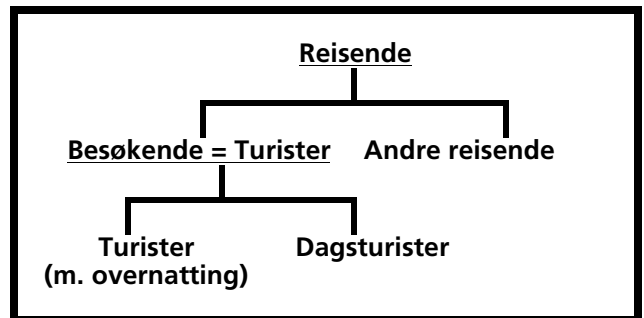 Reisende
Besøkende = Turister Andre reisende
Turister Dagsturister
(m. overnatting)